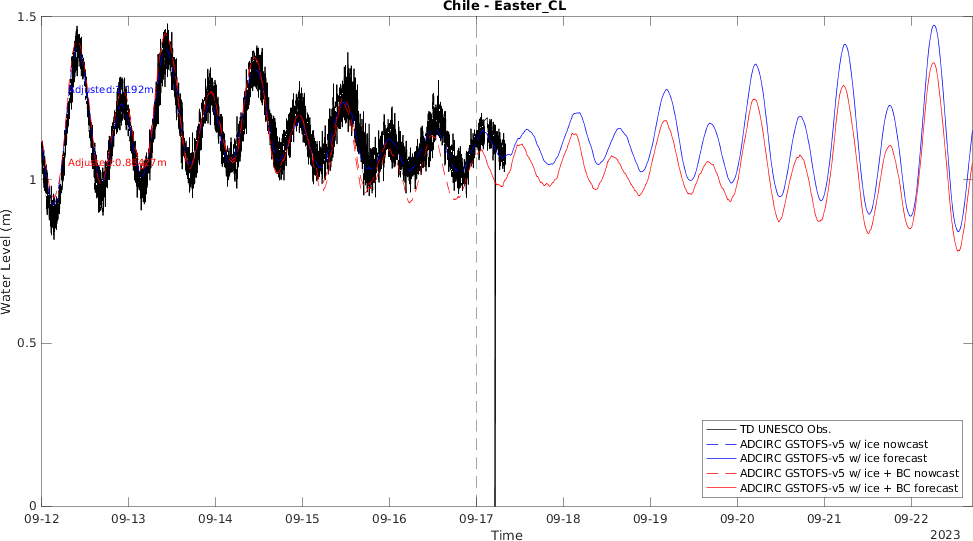 Chile - Easter_CL
1.5
1
0.5
0
Water Level (m)
m
m
09-12 09-13 09-14 09-15 09-16 09-17 09-18 09-19 09-20 09-21 09-22
Time
2023
TD UNESCO Obs.
ADCIRC GSTOFS-v5 w/ ice nowcast
ADCIRC GSTOFS-v5 w/ ice forecast
ADCIRC GSTOFS-v5 w/ ice + BC nowcast
ADCIRC GSTOFS-v5 w/ ice + BC forecast